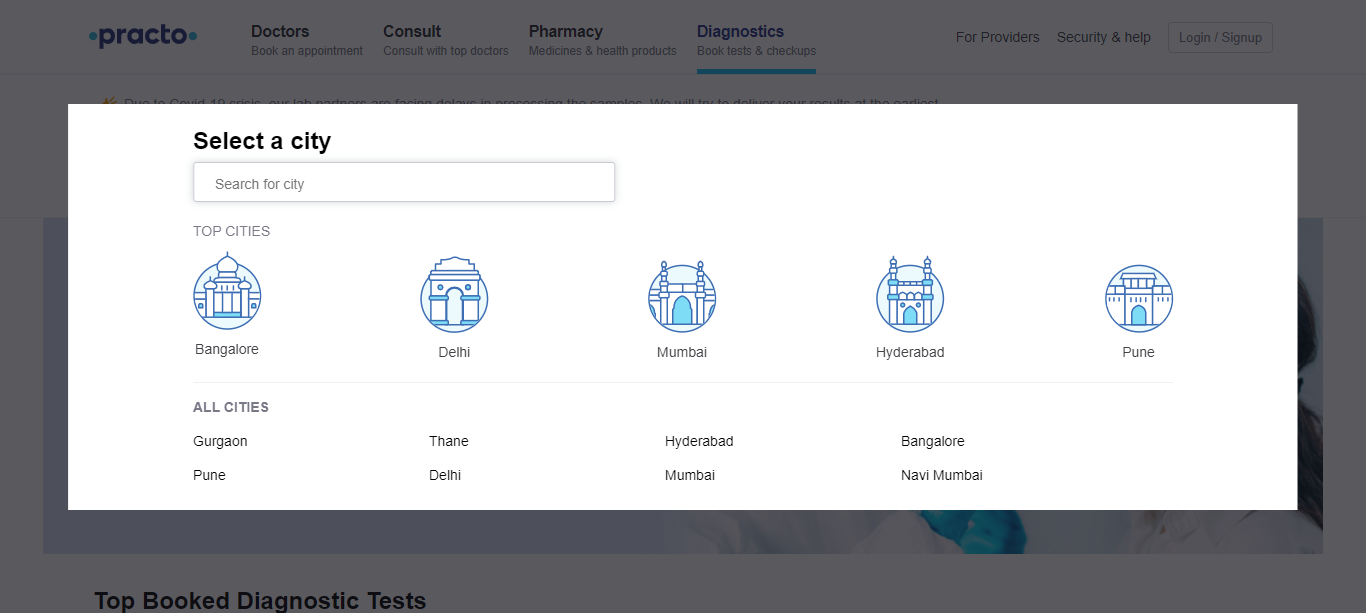 practo
Doctors
Book an appointment
Consult
Consult with top doctors
Pharmacy
Medicines & health products
Diagnostics
Book tests & checkups
For Providers
Security & help
Login / Signup
Due to Covid-19 crisis, our lab partners are facing delays in processing the samples. We will try to deliver your results at the earliest
Select a city
Search for city
TOP CITIES
Bangalore
Delhi
Mumbai
Hyderabad
Pune
ALL CITIES
Gurgaon Thane Hyderabad Bangalore
Pune Delhi Mumbai Navi Mumbai
Top Booked Diagnostic Tests